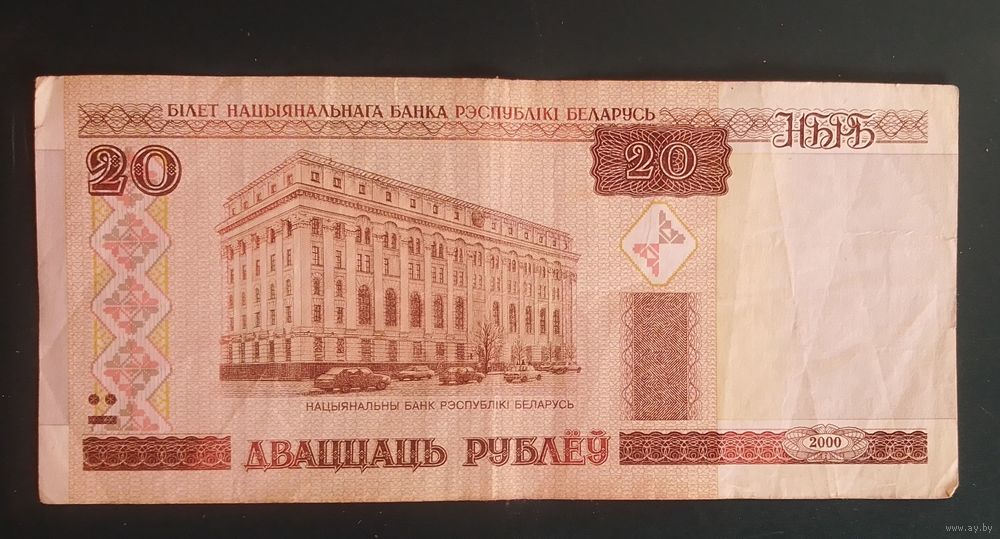 БІЛЕТ НАЦЫЯНАЛЬНАГА БАНКА РЭСПУБЛІКІ БЕЛАРУСЬ
НБРБ
20
20
НАЦЫЯНАЛЬНЫ БАНК РЭСПУБЛІКІ БЕЛАРУСЬ
ДВАЦЦАЦЬ РУБЛЁЎ
2000
www.ay.by